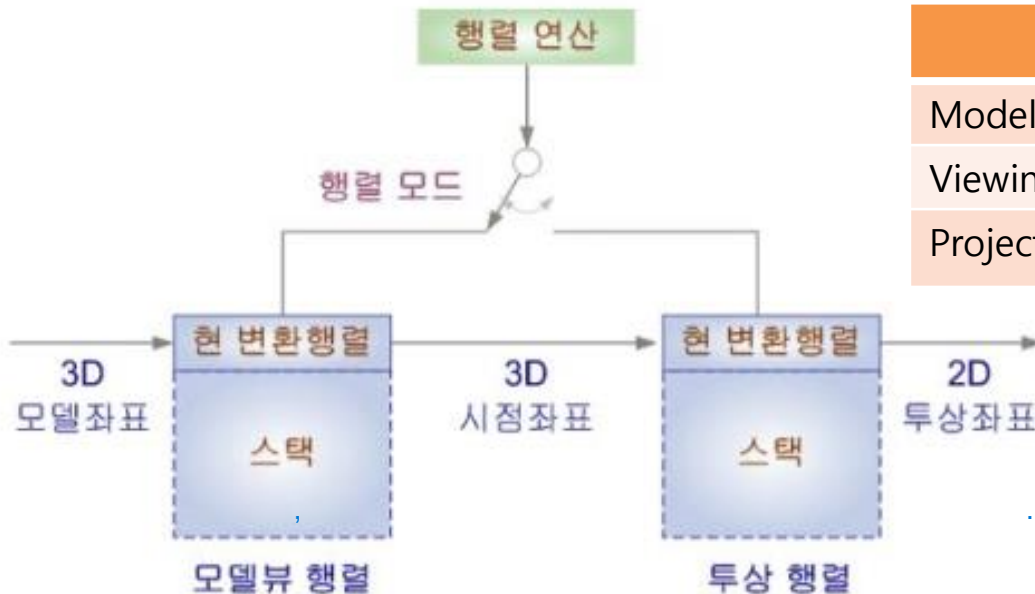 행렬 연산
행렬 모드
Model
Viewin
Project
현 변환행렬
현 변환행렬
3D
모델좌표
3D
시점좌표
2D
투상좌표
스택
스택
,
.
모델뷰 행렬
투상 행렬